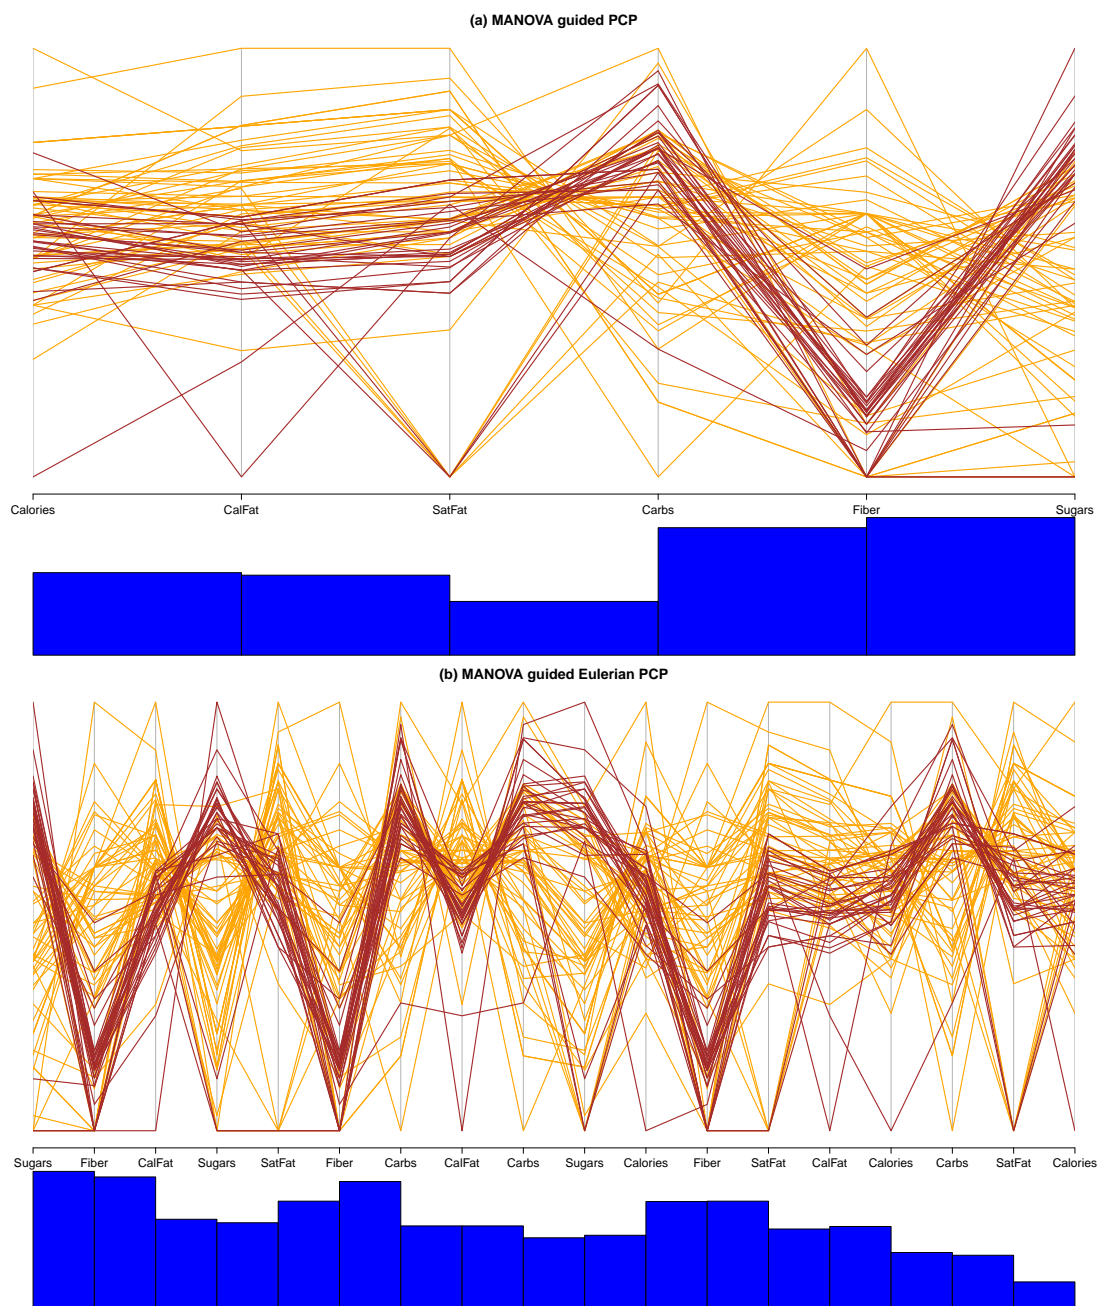 (a) MANOVA guided PCP
Calories CalFat SatFat Carbs Fiber Sugars
(b) MANOVA guided Eulerian PCP
Sugars Fiber CalFat Sugars SatFat Fiber Carbs CalFat Carbs Sugars Calories Fiber SatFat CalFat Calories Carbs SatFat Calories